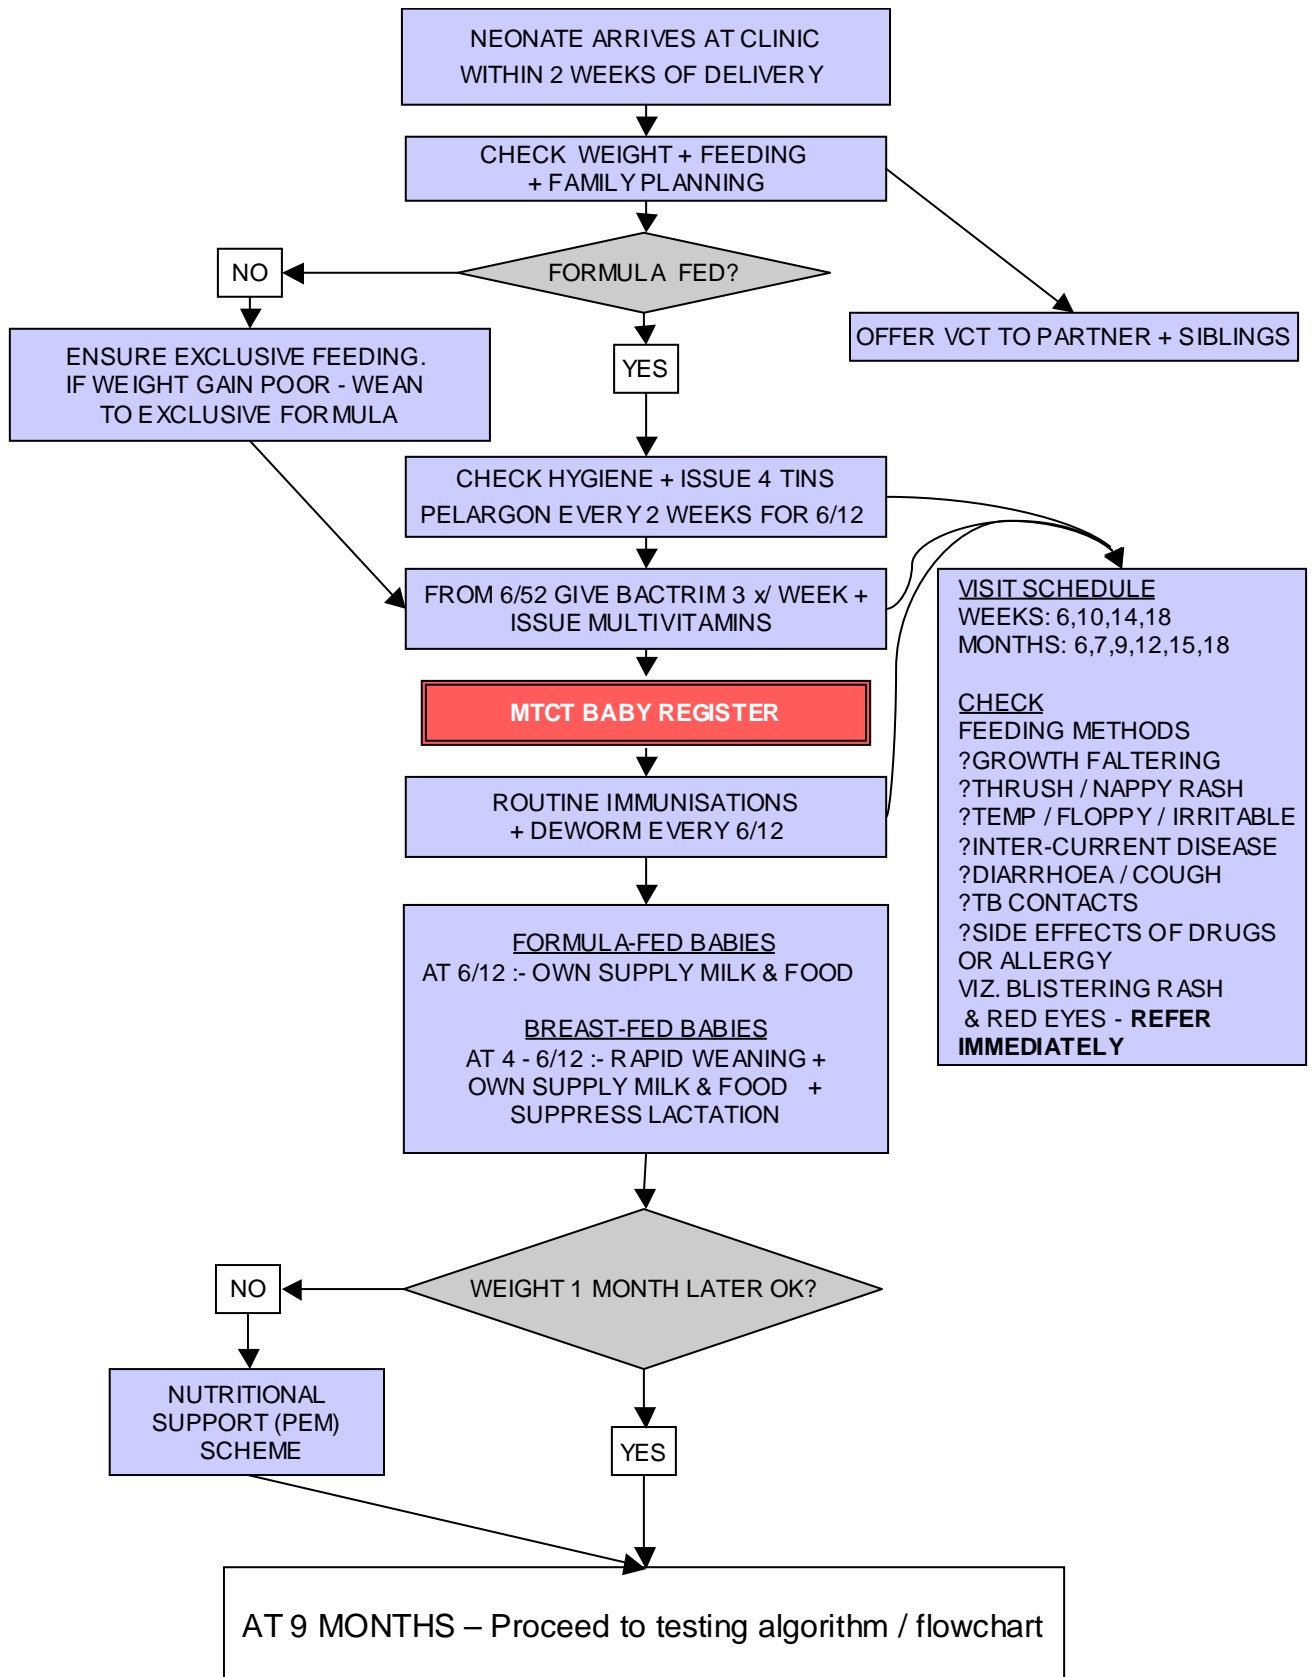 NEONATE ARRIVES AT CLINIC
WITHIN 2 WEEKS OF DELIVERY
CHECK WEIGHT + FEEDING
+ FAMILY PLANNING
FORMULA FED?
NO
YES
OFFER VCT TO PARTNER + SIBLINGS
ENSURE EXCLUSIVE FEEDING.
IF WEIGHT GAIN POOR - WEAN
TO EXCLUSIVE FORMULA
CHECK HYGIENE + ISSUE 4 TINS
PELARGON EVERY 2 WEEKS FOR 6/12
FROM 6/52 GIVE BACTRIM 3 x/ WEEK +
ISSUE MULTIVITAMINS
MTCT BABY REGISTER
ROUTINE IMMUNISATIONS
+ DEWORM EVERY 6/12
VISIT SCHEDULE
WEEKS: 6,10,14,18
MONTHS: 6,7,9,12,15,18
CHECK
FEEDING METHODS
?GROWTH FALTERING
?THRUSH / NAPPY RASH
?TEMP / FLOPPY / IRRITABLE
?INTER-CURRENT DISEASE
?DIARRHOEA / COUGH
?TB CONTACTS
?SIDE EFFECTS OF DRUGS
OR ALLERGY
VIZ. BLISTERING RASH
& RED EYES - REFER
IMMEDIATELY
FORMULA-FED BABIES
AT 6/12 :- OWN SUPPLY MILK & FOOD
BREAST-FED BABIES
AT 4 - 6/12 :- RAPID WEANING +
OWN SUPPLY MILK & FOOD +
SUPPRESS LACTATION
WEIGHT 1 MONTH LATER OK?
NO
YES
NUTRITIONAL
SUPPORT (PEM)
SCHEME
AT 9 MONTHS – Proceed to testing algorithm / flowchart